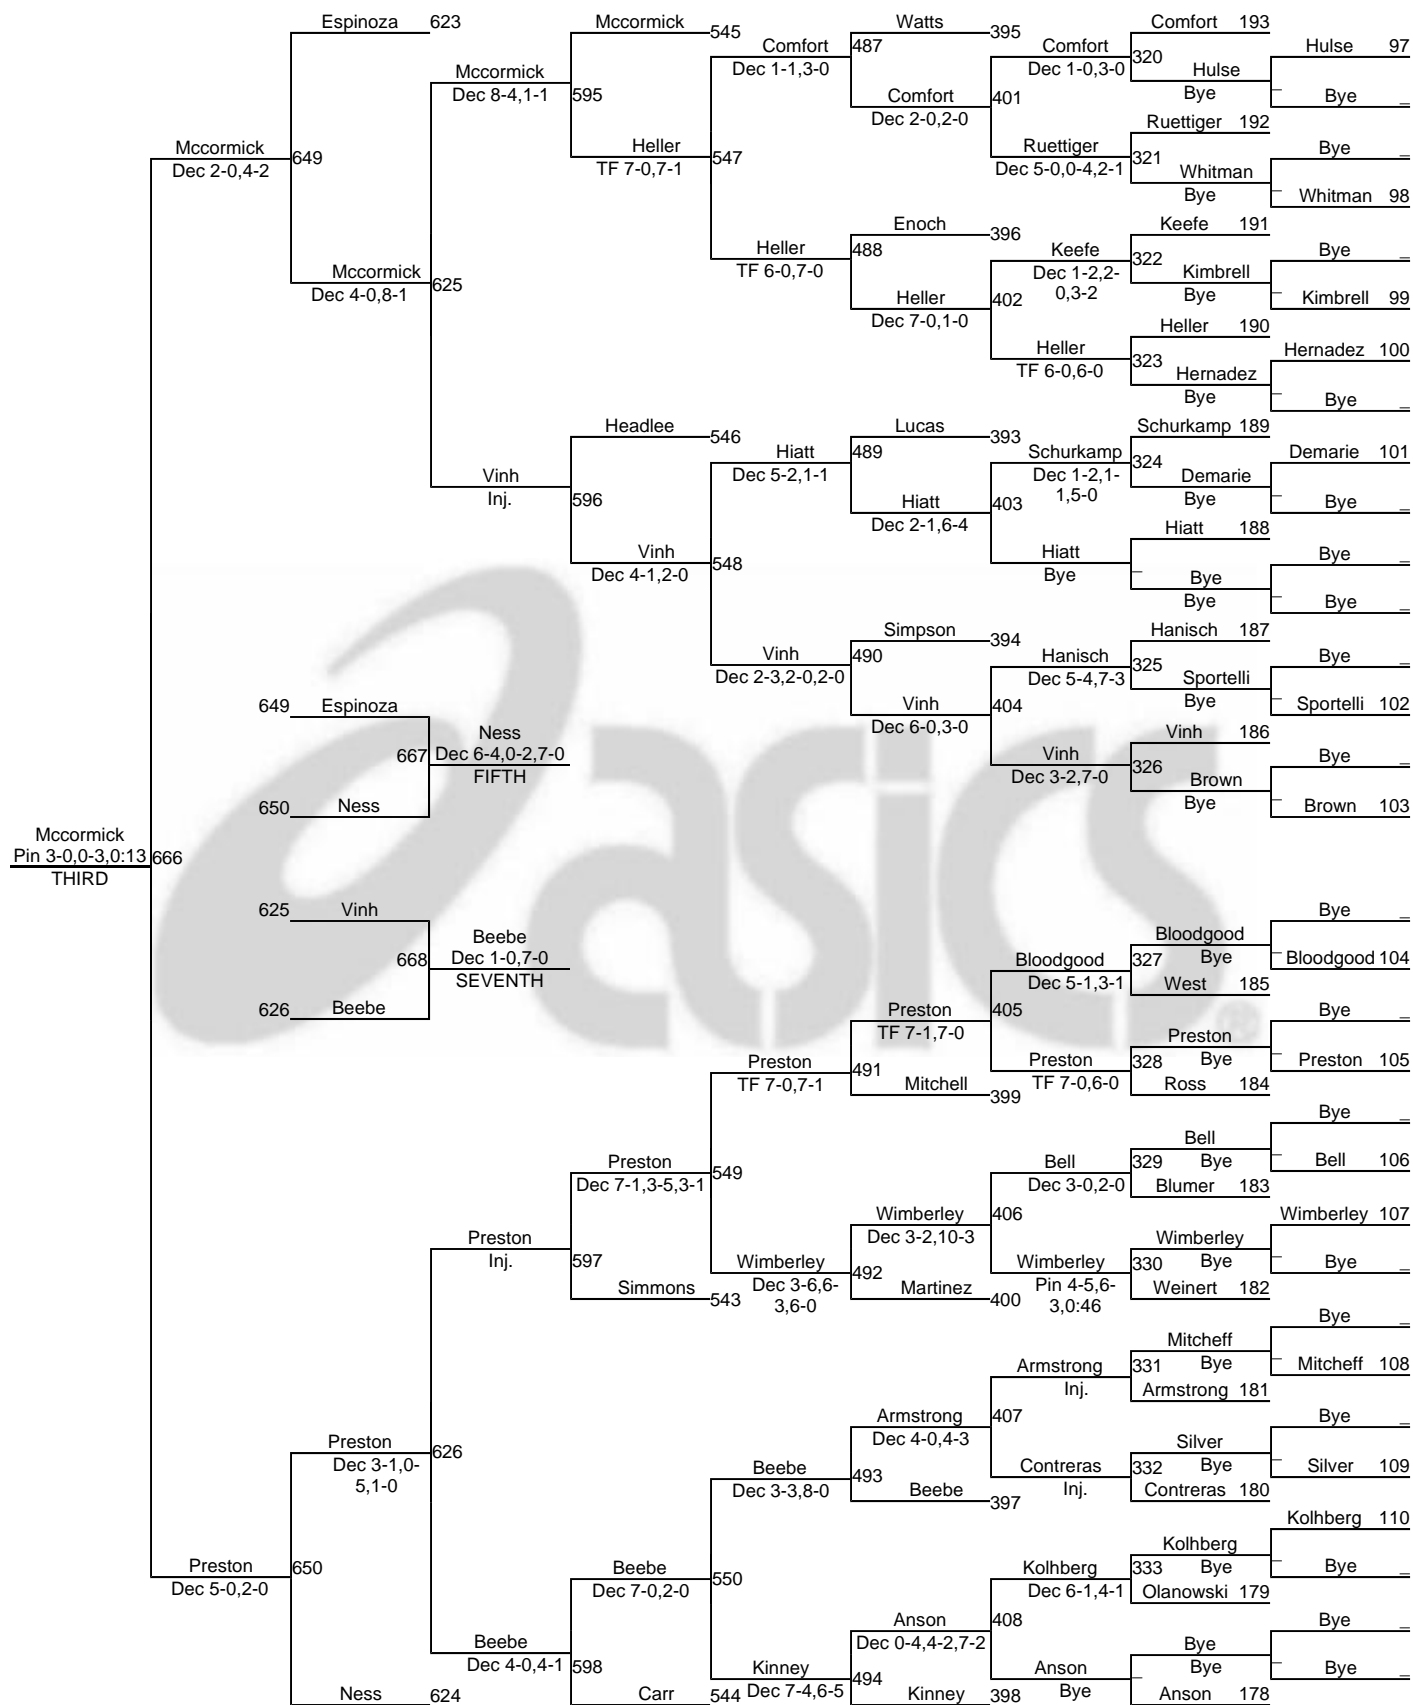 Espinoza 623 Mccormick 545 Watts 395 Comfort 193
Comfort 487 Comfort Hulse 97
Dec 1-1,3-0 Dec 1-0,3-0 320
Mccormick Hulse
Dec 8-4,1-1 595 Comfort 401 Bye _ Bye _
Dec 2-0,2-0
Ruettiger 192
Heller Ruettiger Bye _
Mccormick 649 TF 7-0,7-1 547 Dec 5-0,0-4,2-1 321 Whitman
Dec 2-0,4-2 Bye _ Whitman 98
Enoch 396 Keefe 191
Heller 488 Keefe Bye _
TF 6-0,7-0 Dec 1-2,2-0,3-2 322 Kimbrell
Mccormick 625 Heller 402 Bye _ Kimbrell 99
Dec 4-0,8-1 Dec 7-0,1-0
Heller 190
Heller Hernadez 100
TF 6-0,6-0 323 Hernadez
Bye _ Bye _
Headlee 546 Lucas 393 Schurkamp 189
Hiatt 489 Schurkamp Demarie 101
Dec 5-2,1-1 Dec 1-2,1-1,5-0 324 Demarie
Vinh 596 Hiatt 403 Bye _ Bye _
Inj. Dec 2-1,6-4
Hiatt 188
Vinh 548 Hiatt Bye _
Dec 4-1,2-0 Bye _ Bye
Bye Bye _
Simpson 394 Hanisch 187
Vinh 490 Hanisch Bye _
Dec 2-3,2-0,2-0 Dec 5-4,7-3 325 Sportelli
649 Espinoza Vinh 404 Bye _ Sportelli 102
Dec 6-0,3-0
Ness Vinh 186
667 Dec 6-4,0-2,7-0 Vinh Bye _
FIFTH Dec 3-2,7-0 326 Brown
650 Ness Bye _ Brown 103
Mccormick
Pin 3-0,0-3,0:13 666
THIRD
asics
®
625 Vinh Bye _
Beebe Bloodgood
668 Dec 1-0,7-0 Bloodgood 327 Bye _ Bloodgood 104
SEVENTH Dec 5-1,3-1 West 185
626 Beebe Preston 405 Bye _
TF 7-1,7-0 Preston
Preston 491 Preston 328 Bye _ Preston 105
TF 7-0,7-1 Mitchell 399 TF 7-0,6-0 Ross 184
Bye _
Bell
Preston 549 Bell 329 Bye _ Bell 106
Dec 7-1,3-5,3-1 Dec 3-0,2-0 Blumer 183
Wimberley 406 Wimberley 107
Preston Dec 3-2,10-3 Wimberley
Inj. 597 Wimberley 492 Wimberley 330 Bye _ Bye _
Simmons 543 Dec 3-6,6-3,6-0 Martinez 400 Pin 4-5,6-3,0:46 Weinert 182
Bye _
Mitcheff
Armstrong 331 Bye _ Mitcheff 108
Inj. Armstrong 181
Armstrong 407 Bye _
Preston 626 Dec 4-0,4-3 Silver
Dec 3-1,0-5,1-0 Beebe 493 Contreras 332 Bye _ Silver 109
Dec 3-3,8-0 Beebe 397 Inj. Contreras 180
Kolhberg 110
Kolhberg
Preston 650 Beebe 550 Kolhberg 333 Bye _ Bye _
Dec 5-0,2-0 Dec 7-0,2-0 Dec 6-1,4-1 Olanowski 179
Anson 408 Bye _
Beebe Dec 0-4,4-2,7-2 Bye
Dec 4-0,4-1 598 Kinney 494 Anson _ Bye _ Bye _
Ness 624 Carr 544 Dec 7-4,6-5 Kinney 398 Bye Anson 178